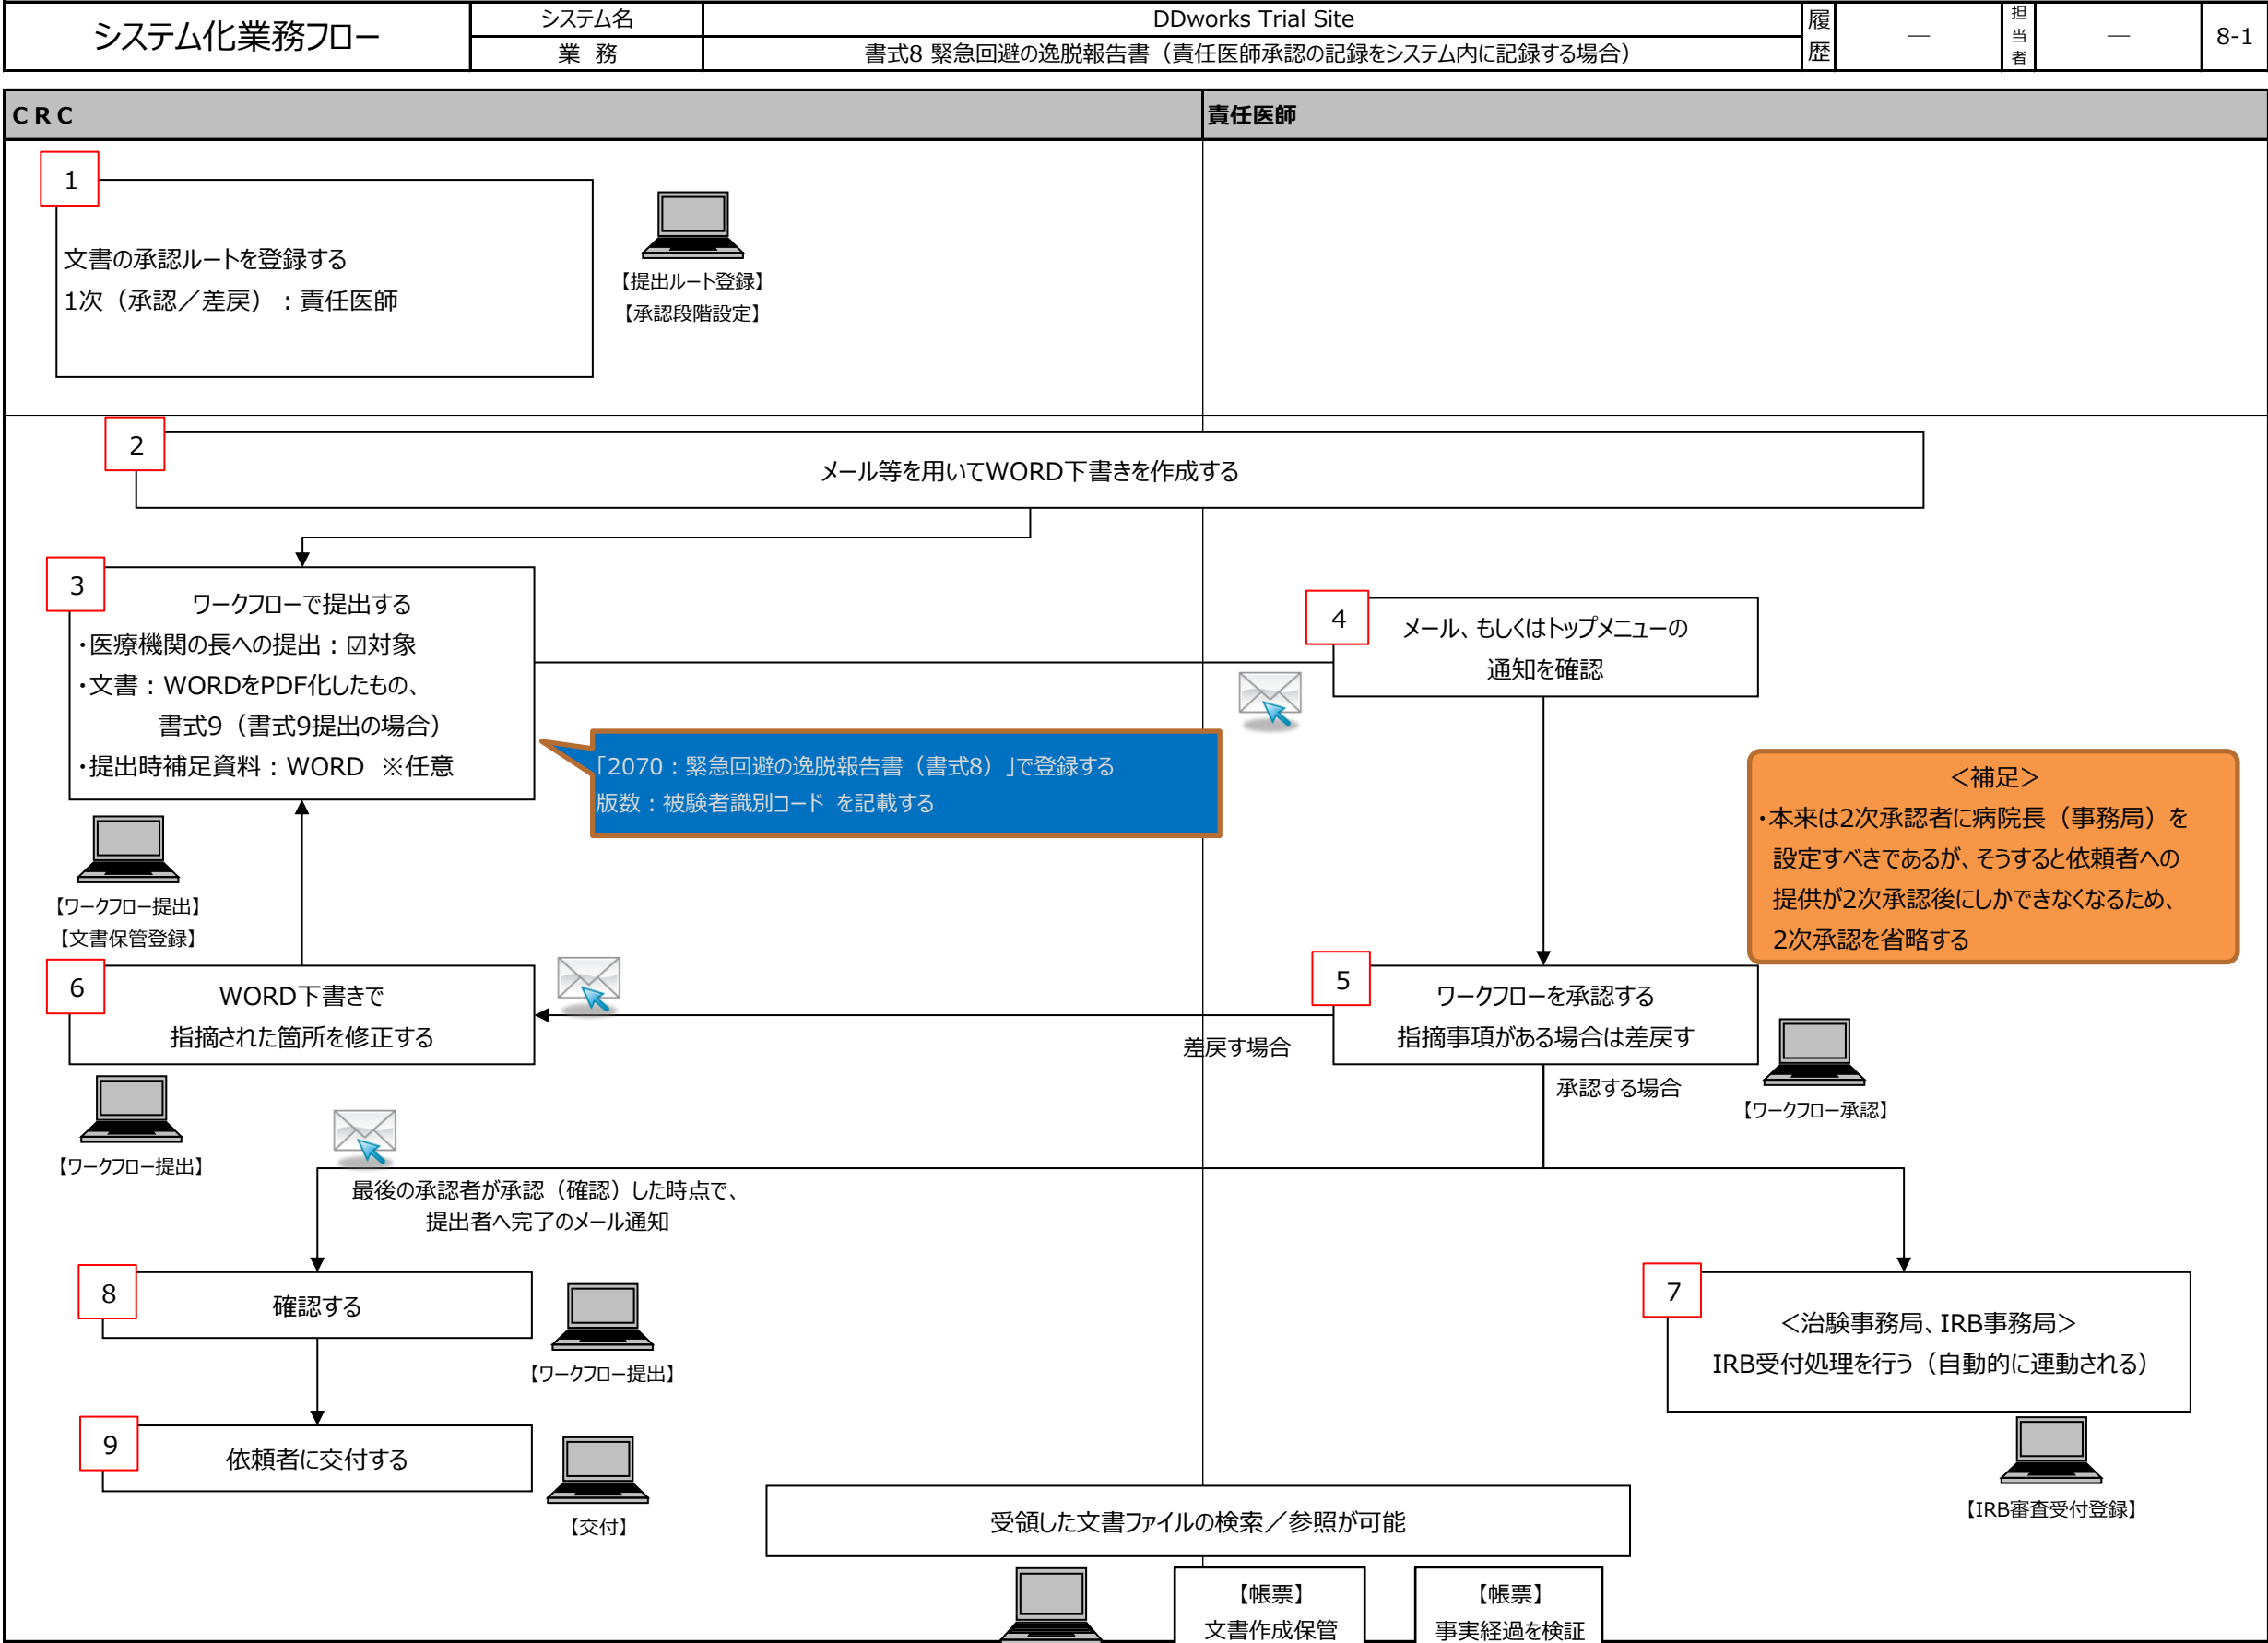 システム化業務フロー
システム名
DDworks Trial Site
業 務
書式8 緊急回避の逸脱報告書（責任医師承認の記録をシステム内に記録する場合）
履歴
―
担当者
―
8-1
ＣＲＣ
責任医師
1
文書の承認ルートを登録する
1次（承認／差戻）：責任医師
【提出ルート登録】
【承認段階設定】
2
メール等を用いてWORD下書きを作成する
3
ワークフローで提出する
・医療機関の長への提出：☑対象
・文書：WORDをPDF化したもの、
書式9（書式9提出の場合）
・提出時補足資料：WORD ※任意
「2070：緊急回避の逸脱報告書（書式8）」で登録する
版数：被験者識別コード を記載する
【ワークフロー提出】
【文書保管登録】
4
メール、もしくはトップメニューの
通知を確認
＜補足＞
・本来は2次承認者に病院長（事務局）を
設定すべきであるが、そうすると依頼者への
提供が2次承認後にしかできなくなるため、
2次承認を省略する
5
ワークフローを承認する
指摘事項がある場合は差戻す
差戻す場合
承認する場合
【ワークフロー承認】
6
WORD下書きで
指摘された箇所を修正する
【ワークフロー提出】
最後の承認者が承認（確認）した時点で、
提出者へ完了のメール通知
7
＜治験事務局、IRB事務局＞
IRB受付処理を行う（自動的に連動される）
【IRB審査受付登録】
8
確認する
【ワークフロー提出】
9
依頼者に交付する
【交付】
受領した文書ファイルの検索／参照が可能
【帳票】
文書作成保管
【帳票】
事実経過を検証